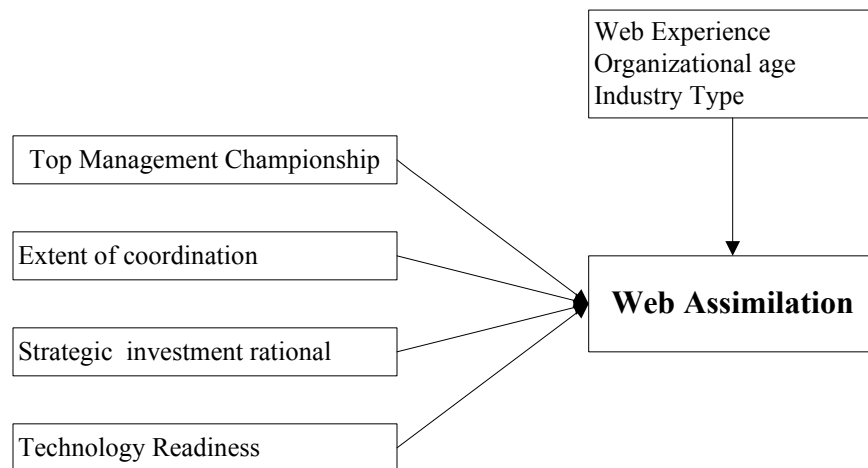 Web Experience
Organizational age
Industry Type
Top Management Championship
Extent of coordination
Web Assimilation
Strategic investment rational
Technology Readiness